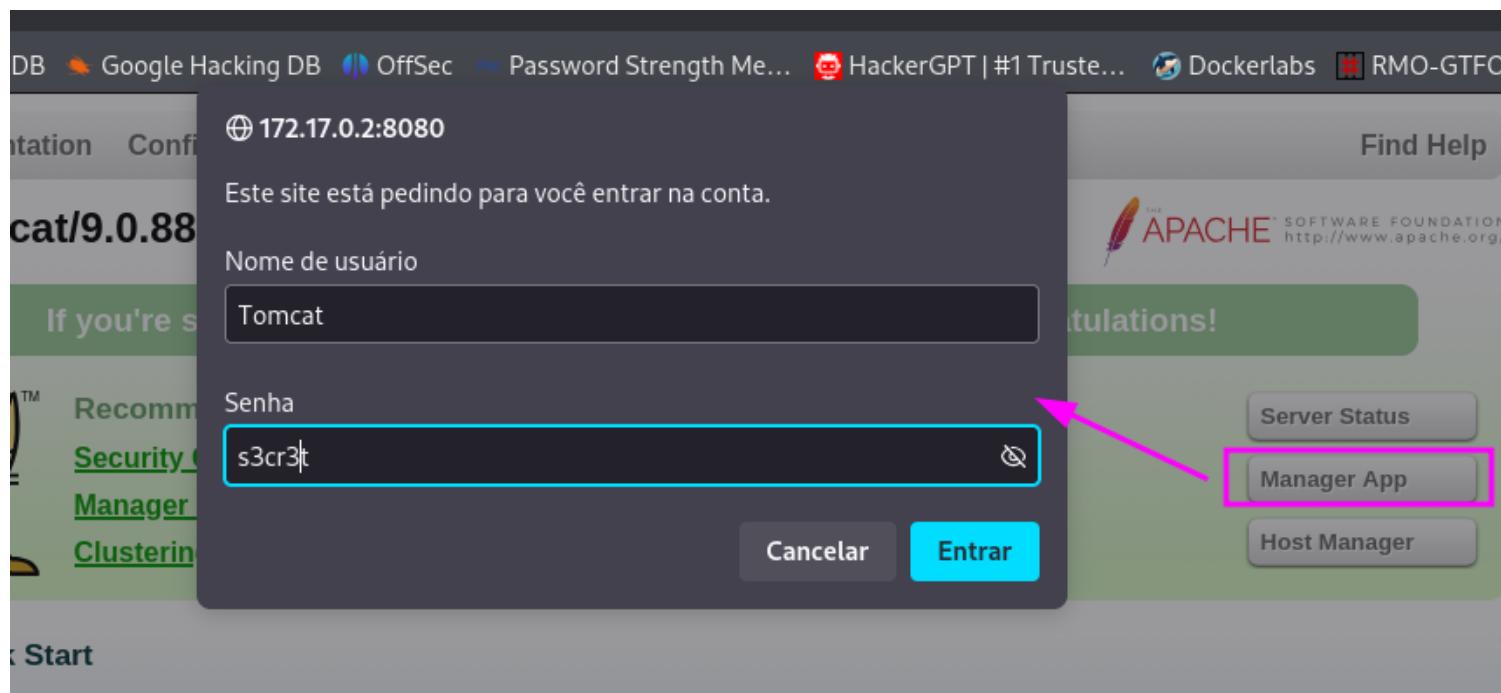 DB Google Hacking DB OffSec Password Strength Me... HackerGPT | #1 Truste... Dockerlabs RMO-GTFO
ntation Confi Find Help
172.17.0.2:8080
Este site está pedindo para você entrar na conta.
cat/9.0.88
THE APACHE SOFTWARE FOUNDATION
http://www.apache.org/
Nome de usuário
Tomcat
If you're s tulations!
Senha
s3cr3t
TM
Recomm
Security
Manager
Clustering
Server Status
Manager App
Host Manager
Cancelar Entrar
k Start